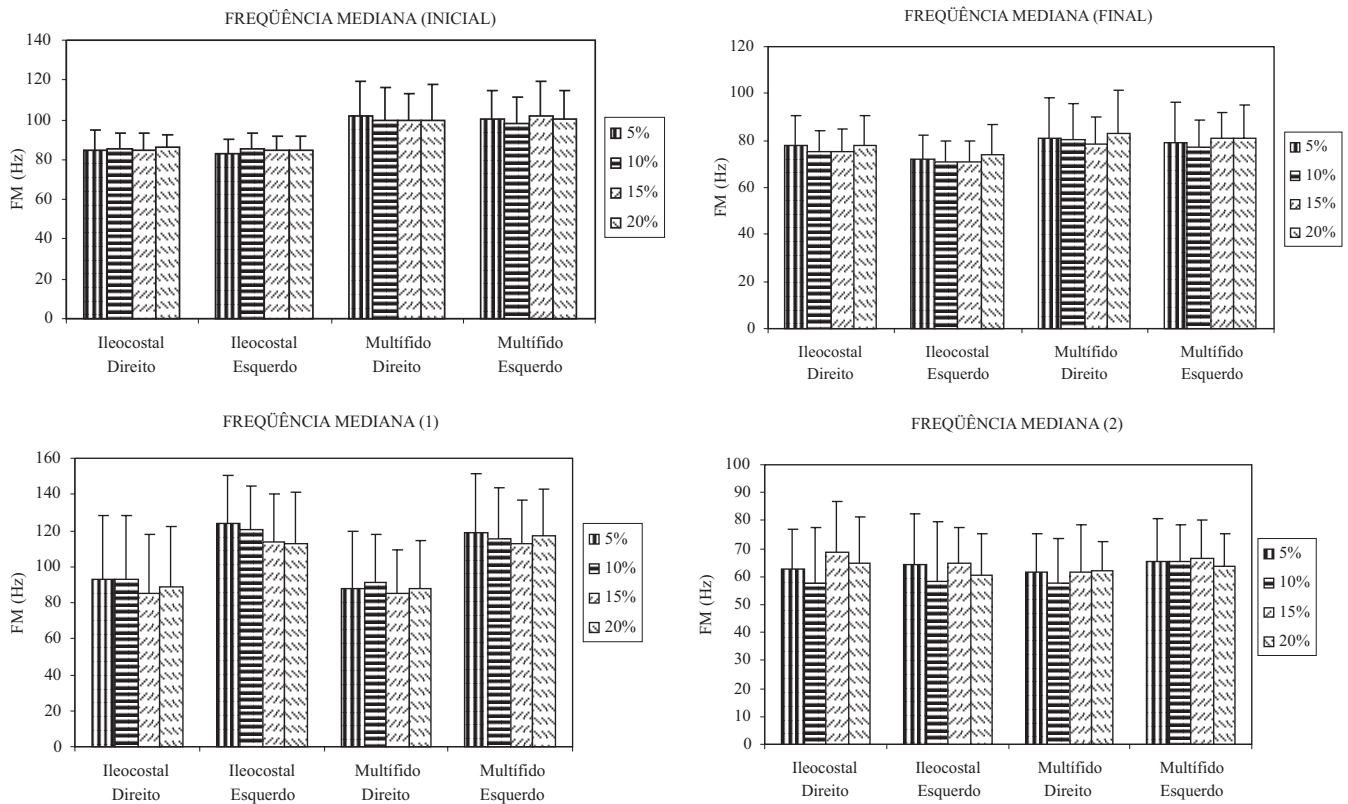 FREQÜÊNCIA MEDIANA (INICIAL)
140
120
100
80
60
40
20
0
FM (Hz)
Ileocostal Direito
Ileocostal Esquerdo
Multífido Direito
Multífido Esquerdo
5%
10%
15%
20%
FREQÜÊNCIA MEDIANA (FINAL)
120
100
80
60
40
20
0
FM (Hz)
Ileocostal Direito
Ileocostal Esquerdo
Multífido Direito
Multífido Esquerdo
5%
10%
15%
20%
FREQÜÊNCIA MEDIANA (1)
160
140
120
100
80
60
40
20
0
FM (Hz)
Ileocostal Direito
Ileocostal Esquerdo
Multífido Direito
Multífido Esquerdo
5%
10%
15%
20%
FREQÜÊNCIA MEDIANA (2)
100
90
80
70
60
50
40
30
20
10
0
FM (Hz)
Ileocostal Direito
Ileocostal Esquerdo
Multífido Direito
Multífido Esquerdo
5%
10%
15%
20%